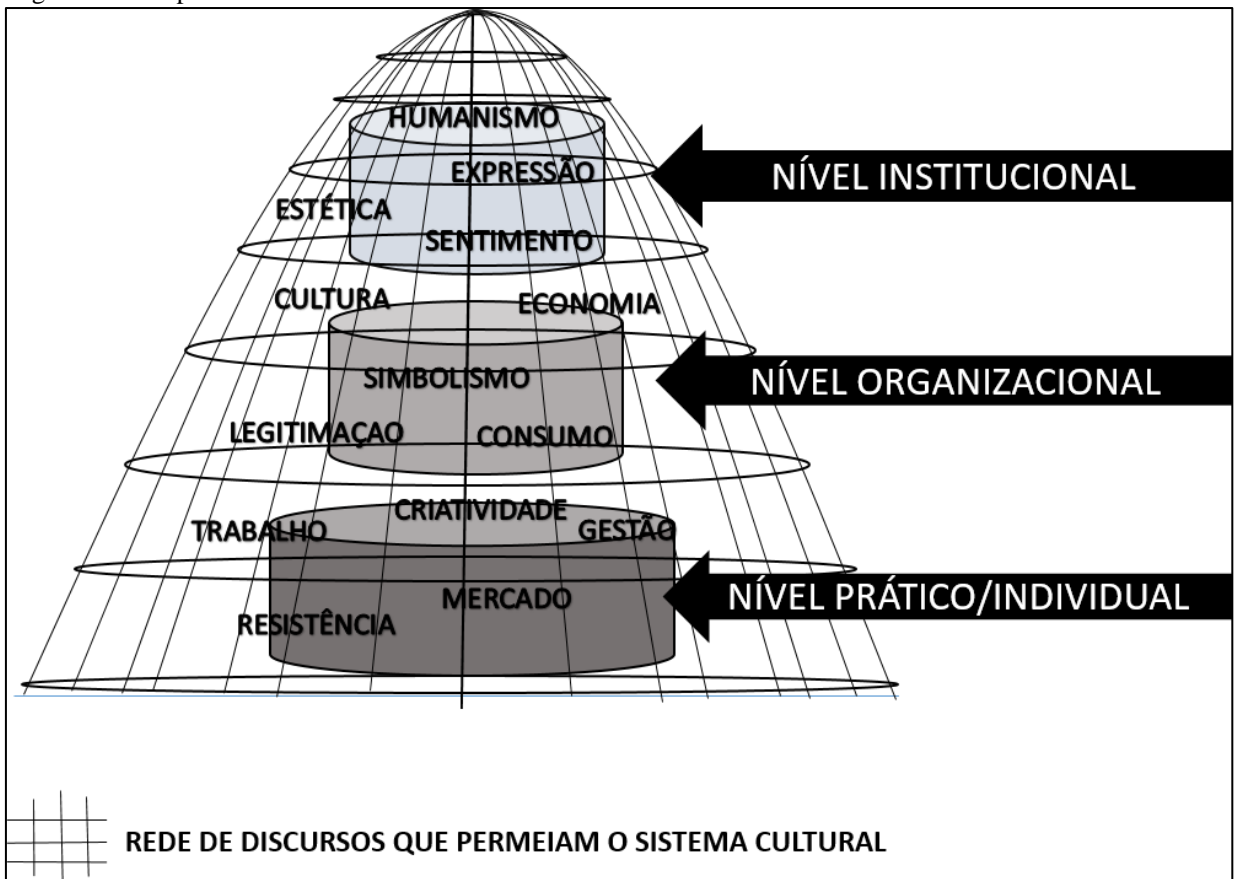 HUMANISMO
EXPRESSÃO
NÍVEL INSTITUCIONAL
ESTÉTICA
SENTIMENTO
CULTURA
ECONOMIA
SIMBOLISMO
NÍVEL ORGANIZACIONAL
LEGITIMAÇAO
CONSUMO
CRIATIVIDADE
TRABALHO
GESTÃO
MERCADO
NÍVEL PRÁTICO/INDIVIDUAL
RESISTÊNCIA
REDE DE DISCURSOS QUE PERMEIAM O SISTEMA CULTURAL